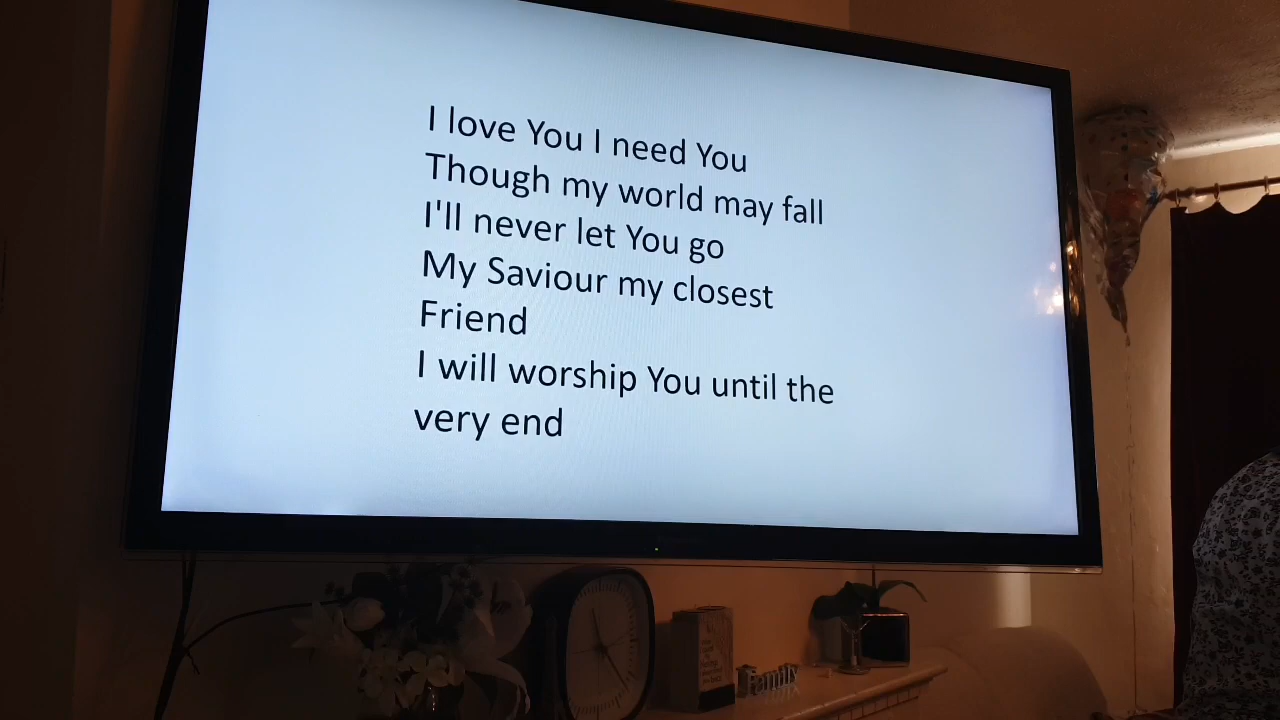 I love You I need You
Though my world may fall
I'll never let You go
My Saviour my closest
Friend
I will worship You until the
very end
Family